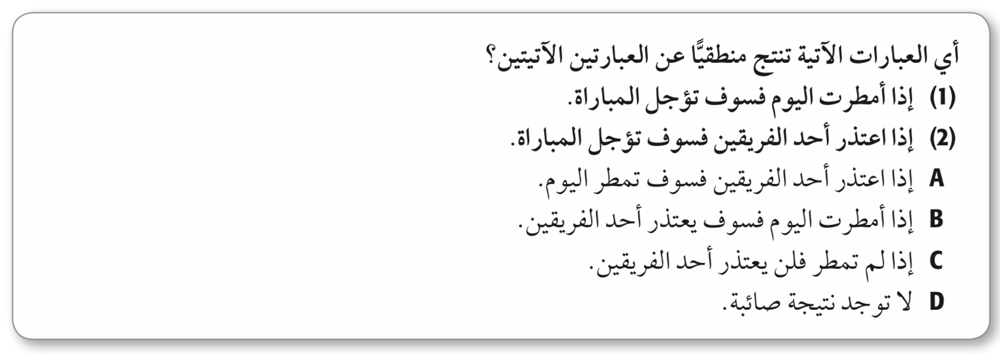 أي العبارات الآتية تنتج منطقيًّا عن العبارتين الآتيتين؟
(1) إذا أمطرت اليوم فسوف تؤجل المباراة.
(2) إذا اعتذر أحد الفريقين فسوف تؤجل المباراة.
A إذا اعتذر أحد الفريقين فسوف تمطر اليوم.
B إذا أمطرت اليوم فسوف يعتذر أحد الفريقين.
C إذا لم تمطر فلن يعتذر أحد الفريقين.
D لا توجد نتيجة صائبة.